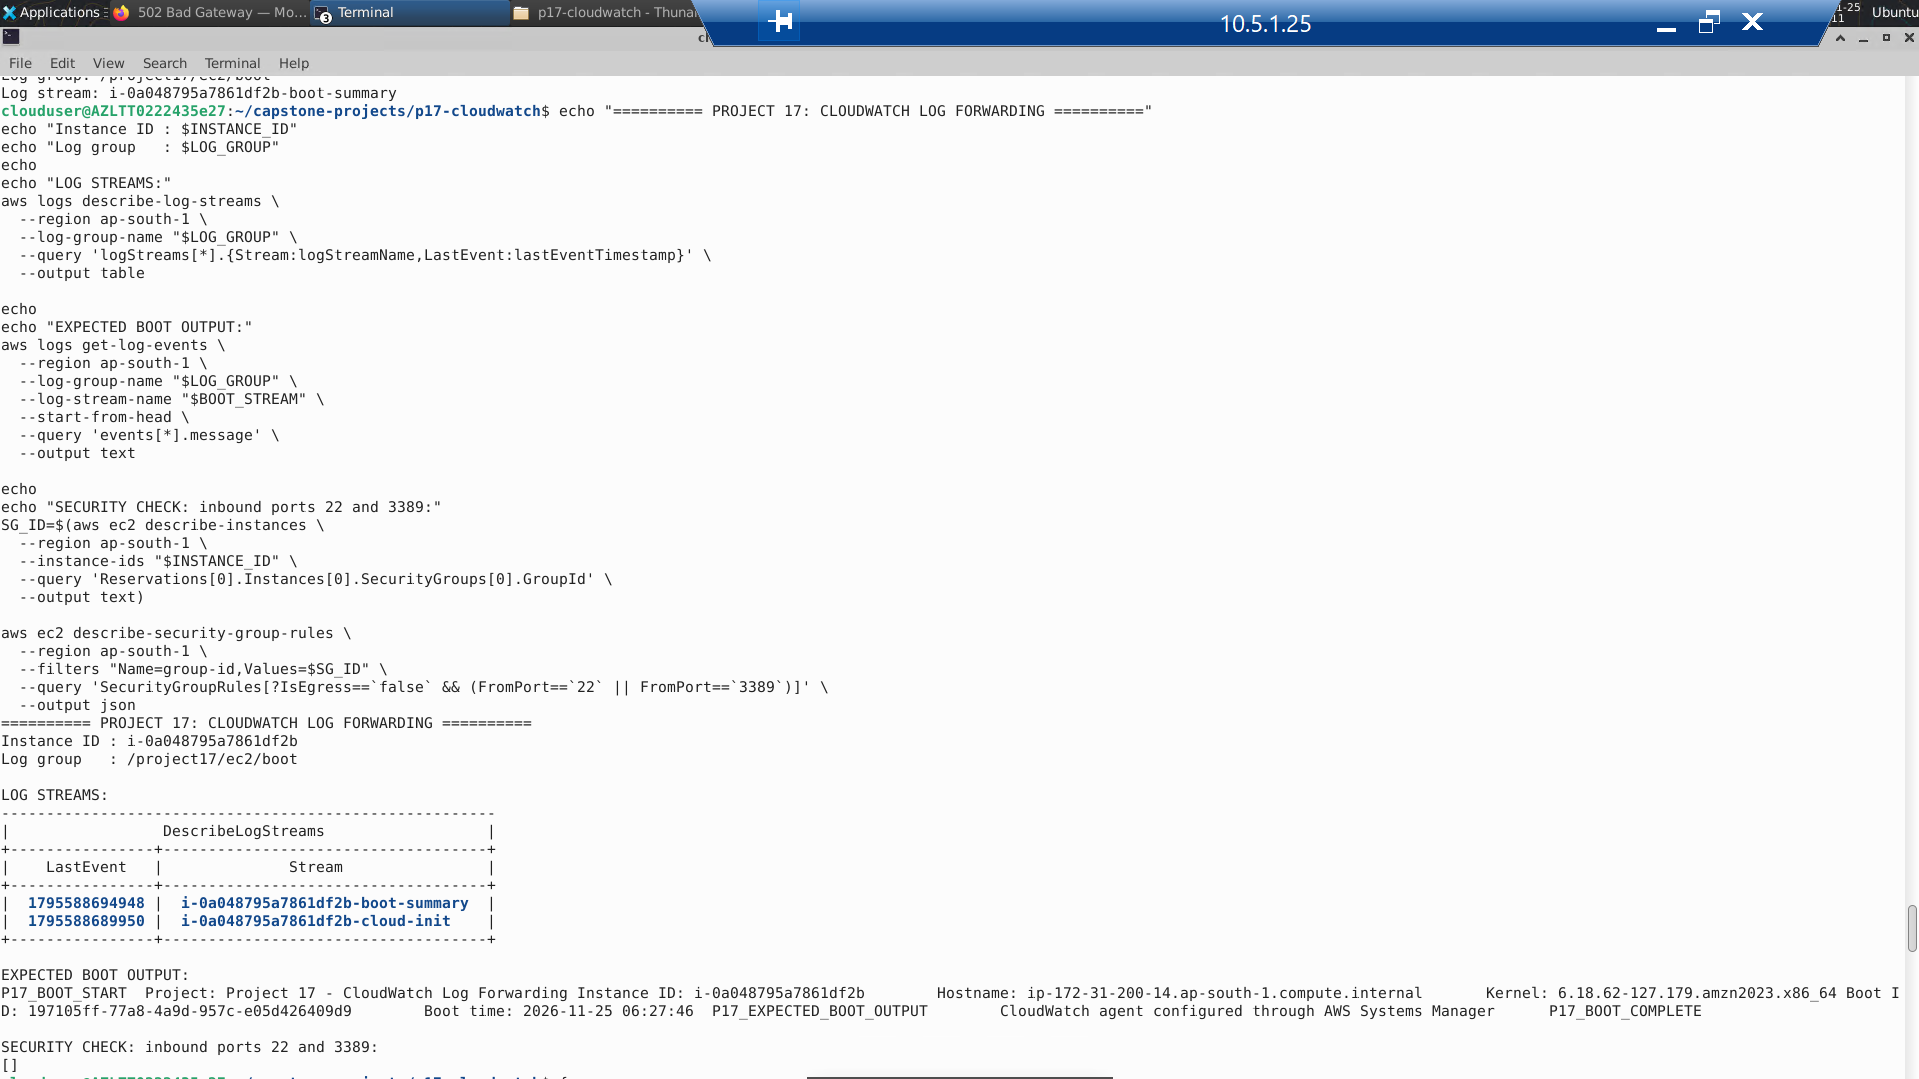 Applications
502 Bad Gateway — Mo...
3
Terminal
p17-cloudwatch - Thunar
10.5.1.25
1-25
11
Ubuntu
File Edit View Search Terminal Help
Log group: /project17/ec2/boot
Log stream: i-0a048795a7861df2b-boot-summary
clouduser@AZLTT0222435e27:~/capstone-projects/p17-cloudwatch$ echo "========== PROJECT 17: CLOUDWATCH LOG FORWARDING =========="
echo "Instance ID : $INSTANCE_ID"
echo "Log group   : $LOG_GROUP"
echo
echo "LOG STREAMS:"
aws logs describe-log-streams \
  --region ap-south-1 \
  --log-group-name "$LOG_GROUP" \
  --query 'logStreams[*].{Stream:logStreamName,LastEvent:lastEventTimestamp}' \
  --output table

echo
echo "EXPECTED BOOT OUTPUT:"
aws logs get-log-events \
  --region ap-south-1 \
  --log-group-name "$LOG_GROUP" \
  --log-stream-name "$BOOT_STREAM" \
  --start-from-head \
  --query 'events[*].message' \
  --output text

echo
echo "SECURITY CHECK: inbound ports 22 and 3389:"
SG_ID=$(aws ec2 describe-instances \
  --region ap-south-1 \
  --instance-ids "$INSTANCE_ID" \
  --query 'Reservations[0].Instances[0].SecurityGroups[0].GroupId' \
  --output text)

aws ec2 describe-security-group-rules \
  --region ap-south-1 \
  --filters "Name=group-id,Values=$SG_ID" \
  --query 'SecurityGroupRules[?IsEgress==`false` && (FromPort==`22` || FromPort==`3389`)]' \
  --output json
========== PROJECT 17: CLOUDWATCH LOG FORWARDING ==========
Instance ID : i-0a048795a7861df2b
Log group   : /project17/ec2/boot

LOG STREAMS:
------------------------------------------------------
|                 DescribeLogStreams                  |
+----------------+------------------------------------+
|    LastEvent   |              Stream                |
+----------------+------------------------------------+
|  1795588694948 |  i-0a048795a7861df2b-boot-summary  |
|  1795588689950 |  i-0a048795a7861df2b-cloud-init    |
+----------------+------------------------------------+

EXPECTED BOOT OUTPUT:
P17_BOOT_START  Project: Project 17 - CloudWatch Log Forwarding Instance ID: i-0a048795a7861df2b        Hostname: ip-172-31-200-14.ap-south-1.compute.internal       Kernel: 6.18.62-127.179.amzn2023.x86_64 Boot I
D: 197105ff-77a8-4a9d-957c-e05d426409d9        Boot time: 2026-11-25 06:27:46  P17_EXPECTED_BOOT_OUTPUT        CloudWatch agent configured through AWS Systems Manager      P17_BOOT_COMPLETE

SECURITY CHECK: inbound ports 22 and 3389:
[]